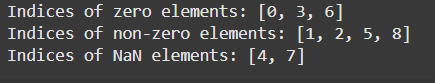 Indices of zero elements: [0, 3, 6]
Indices of non-zero elements: [1, 2, 5, 8]
Indices of NaN elements: [4, 7]